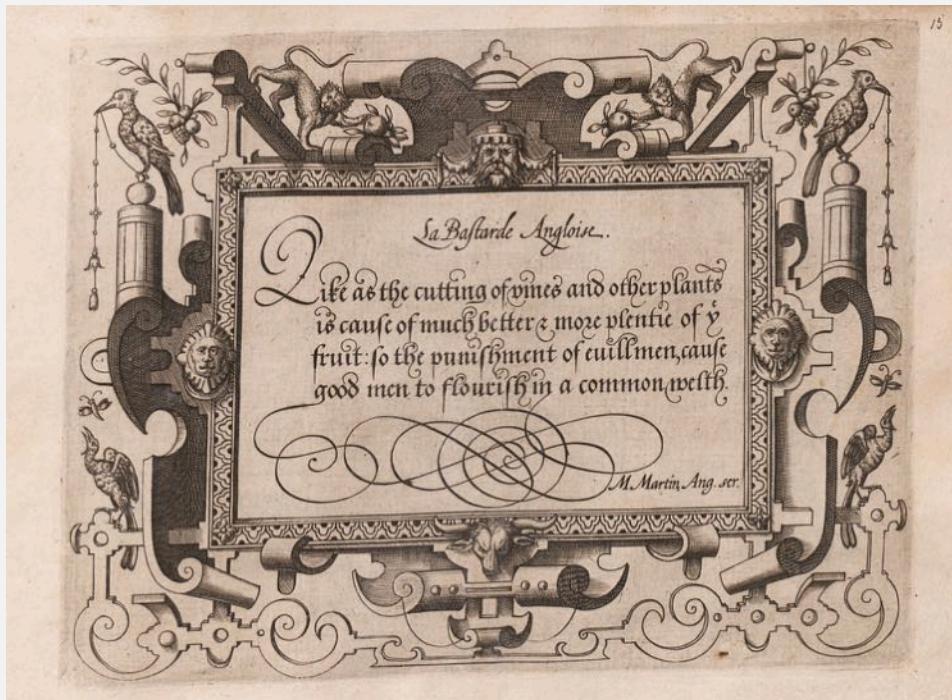 15
La Bastarde Angloise.
Like as the cutting of vines and other plants
is cause of much better & more plentie of yͤ
fruit: so the punishment of euill men, cause
good men to flourish in a common welth.
M. Martin Ang. scr.